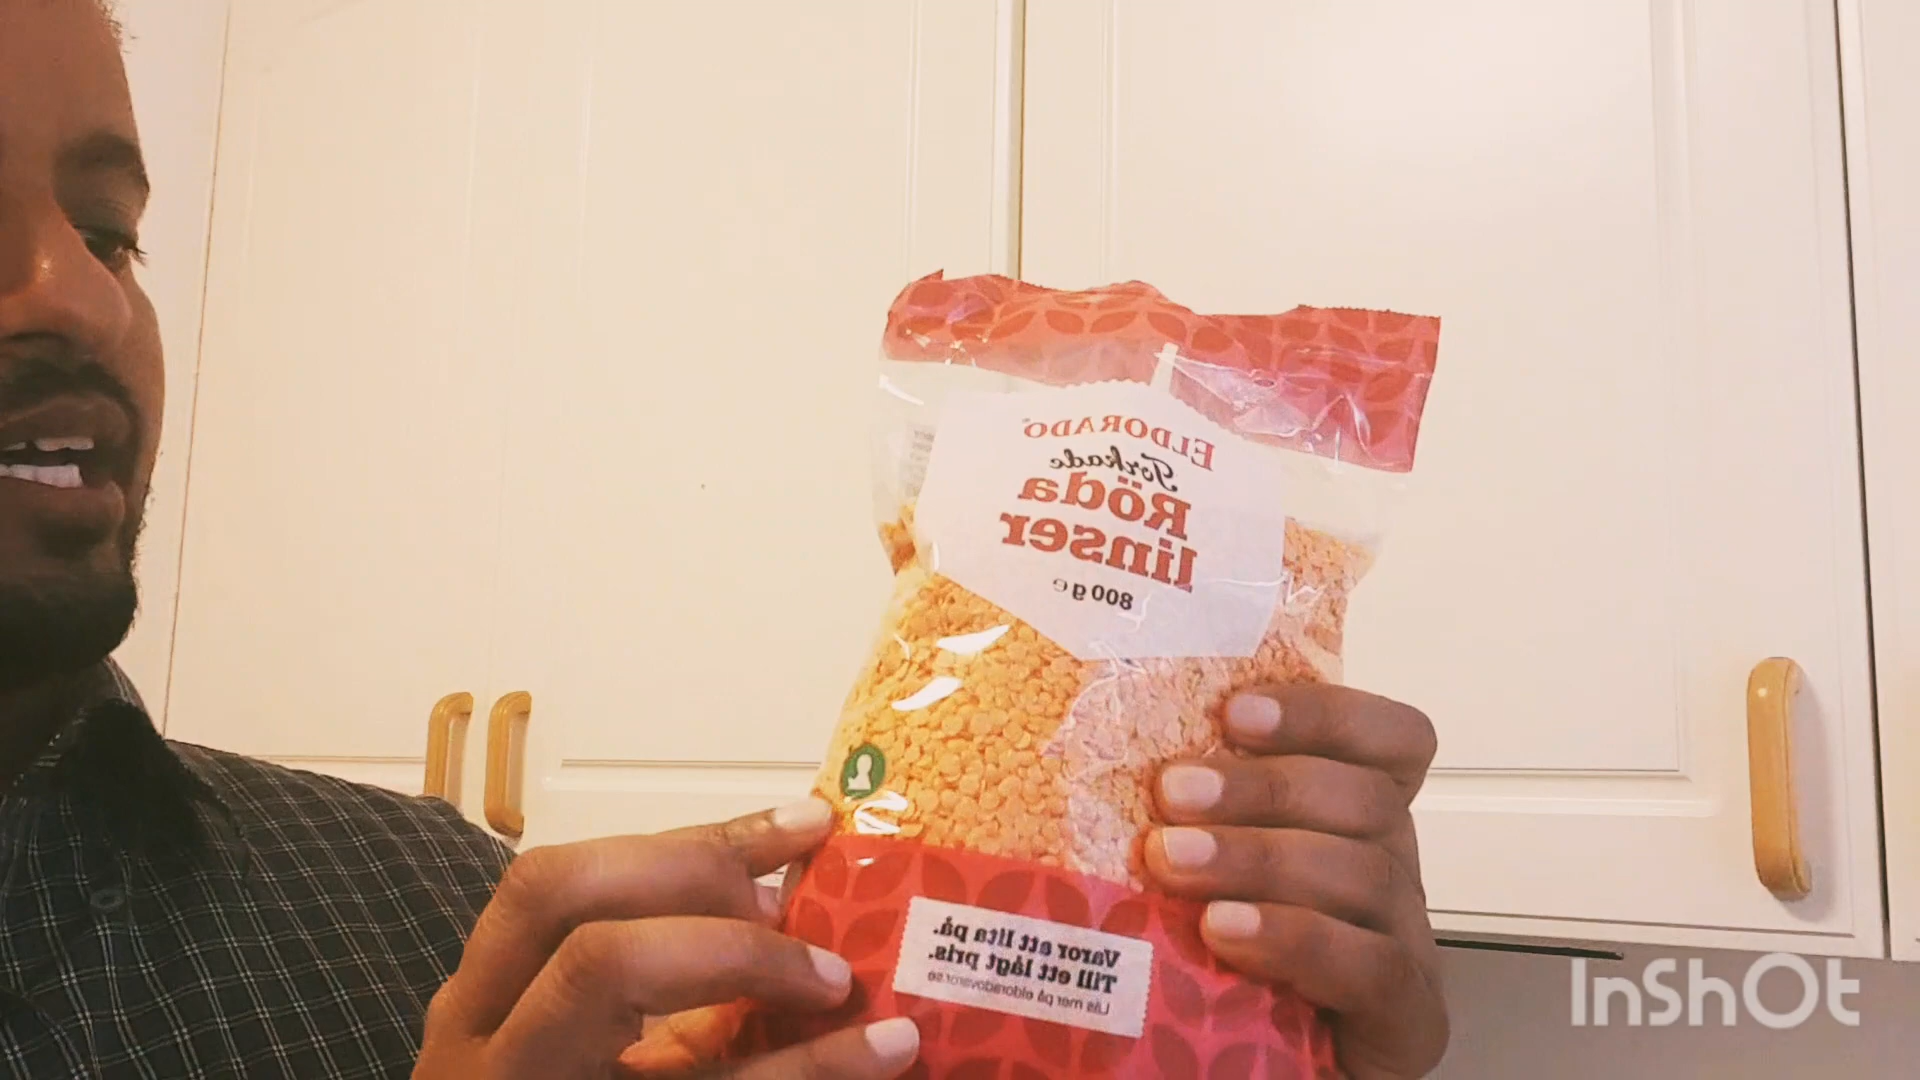 ELDORADO
Torkade
Röda
linser
800 g e
Varor att lita på.
Till ett lågt pris.
Läs mer på eldoradovaror.se
InShOt